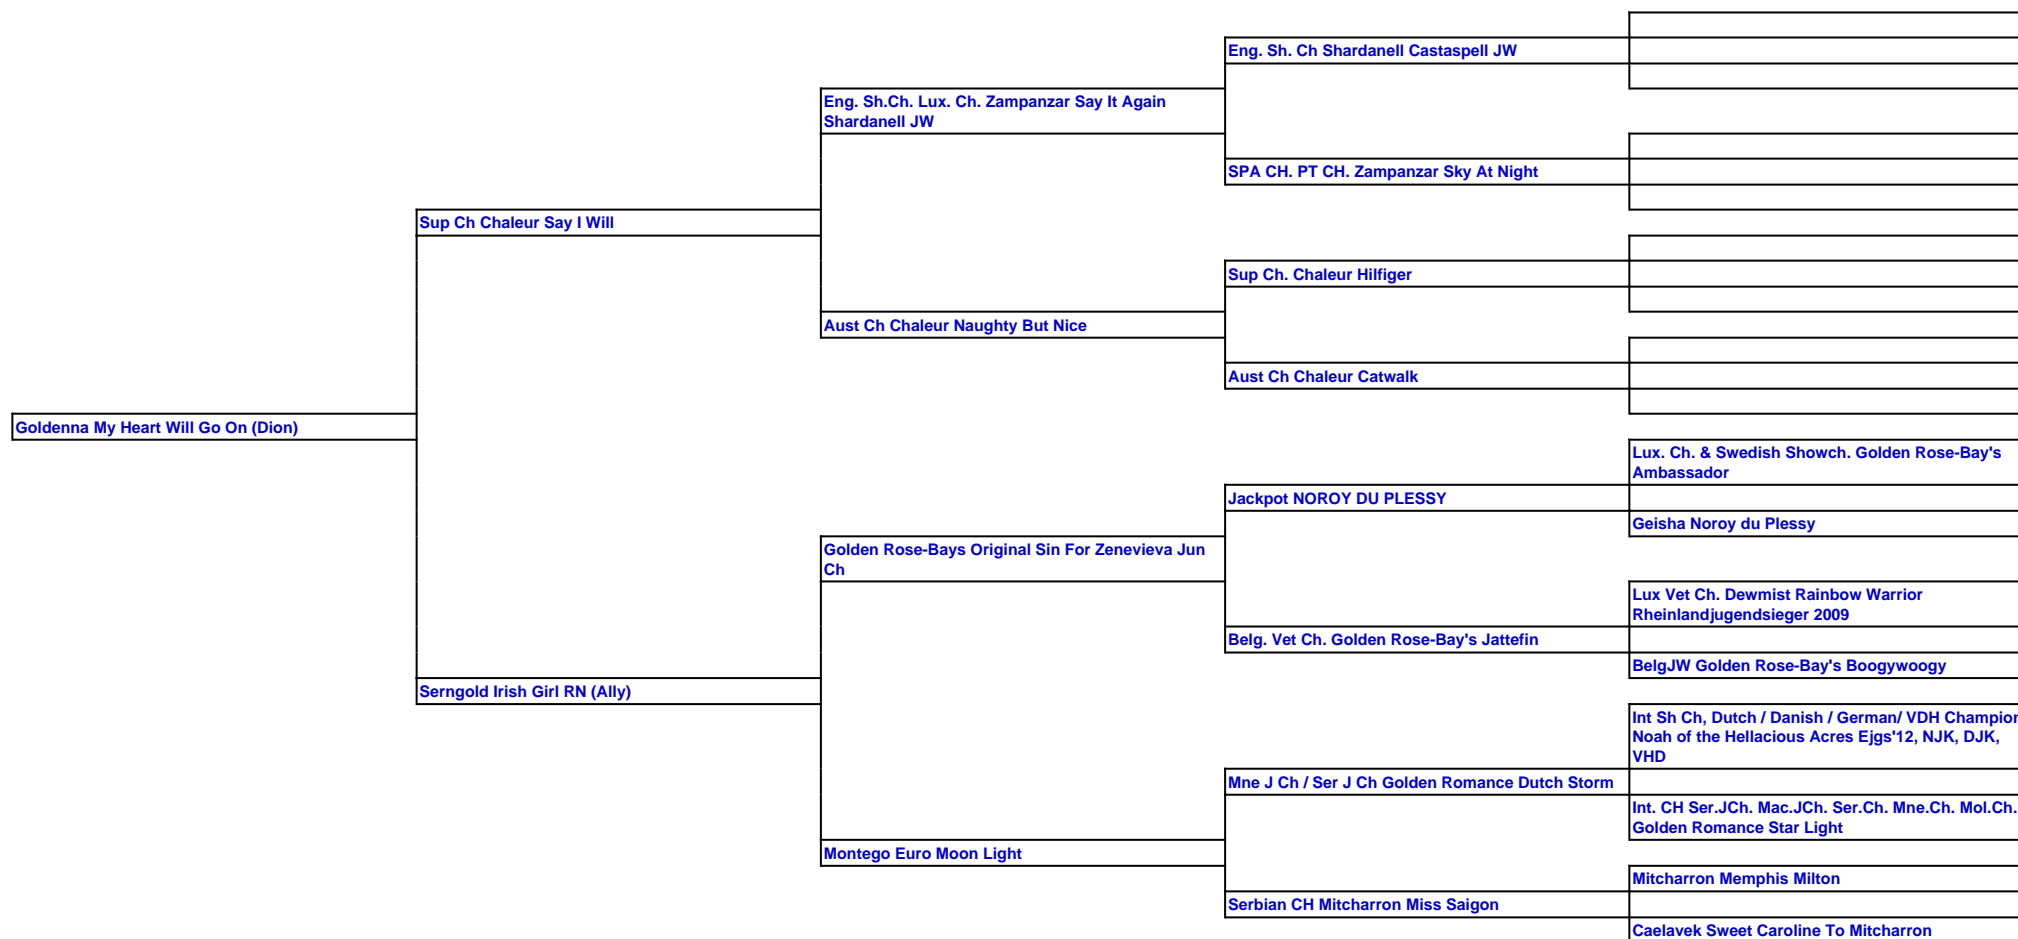 Eng. Sh. Ch Shardanell Castaspell JW
Eng. Sh.Ch. Lux. Ch. Zampanzar Say It Again
Shardanell JW
SPA CH. PT CH. Zampanzar Sky At Night
Sup Ch Chaleur Say I Will
Sup Ch. Chaleur Hilfiger
Aust Ch Chaleur Naughty But Nice
Aust Ch Chaleur Catwalk
Goldenna My Heart Will Go On (Dion)
Lux. Ch. & Swedish Showch. Golden Rose-Bay's
Ambassador
Jackpot NOROY DU PLESSY
Geisha Noroy du Plessy
Golden Rose-Bays Original Sin For Zenevieva Jun
Ch
Lux Vet Ch. Dewmist Rainbow Warrior
Rheinlandjugendsieger 2009
Belg. Vet Ch. Golden Rose-Bay's Jattefin
BelgJW Golden Rose-Bay's Boogywoogy
Serngold Irish Girl RN (Ally)
Int Sh Ch, Dutch / Danish / German/ VDH Champion
Noah of the Hellacious Acres Ejgs'12, NJK, DJK,
VHD
Mne J Ch / Ser J Ch Golden Romance Dutch Storm
Int. CH Ser.JCh. Mac.JCh. Ser.Ch. Mne.Ch. Mol.Ch.
Golden Romance Star Light
Montego Euro Moon Light
Mitcharron Memphis Milton
Serbian CH Mitcharron Miss Saigon
Caelavek Sweet Caroline To Mitcharron